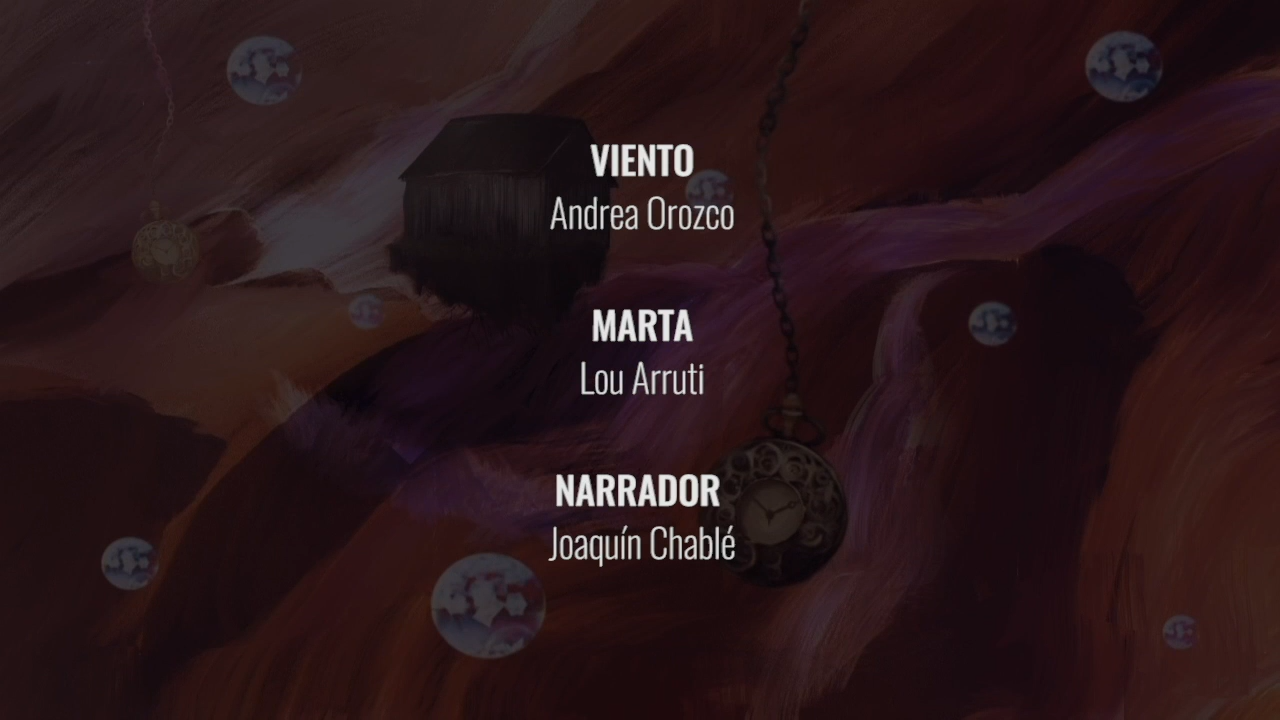 VIENTO
Andrea Orozco
MARTA
Lou Arruti
NARRADOR
Joaquín Chablé